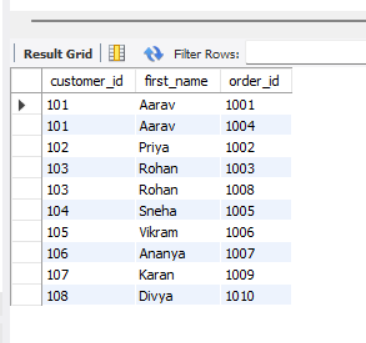 Result Grid Filter Rows:
customer_id first_name order_id
101 Aarav 1001
101 Aarav 1004
102 Priya 1002
103 Rohan 1003
103 Rohan 1008
104 Sneha 1005
105 Vikram 1006
106 Ananya 1007
107 Karan 1009
108 Divya 1010